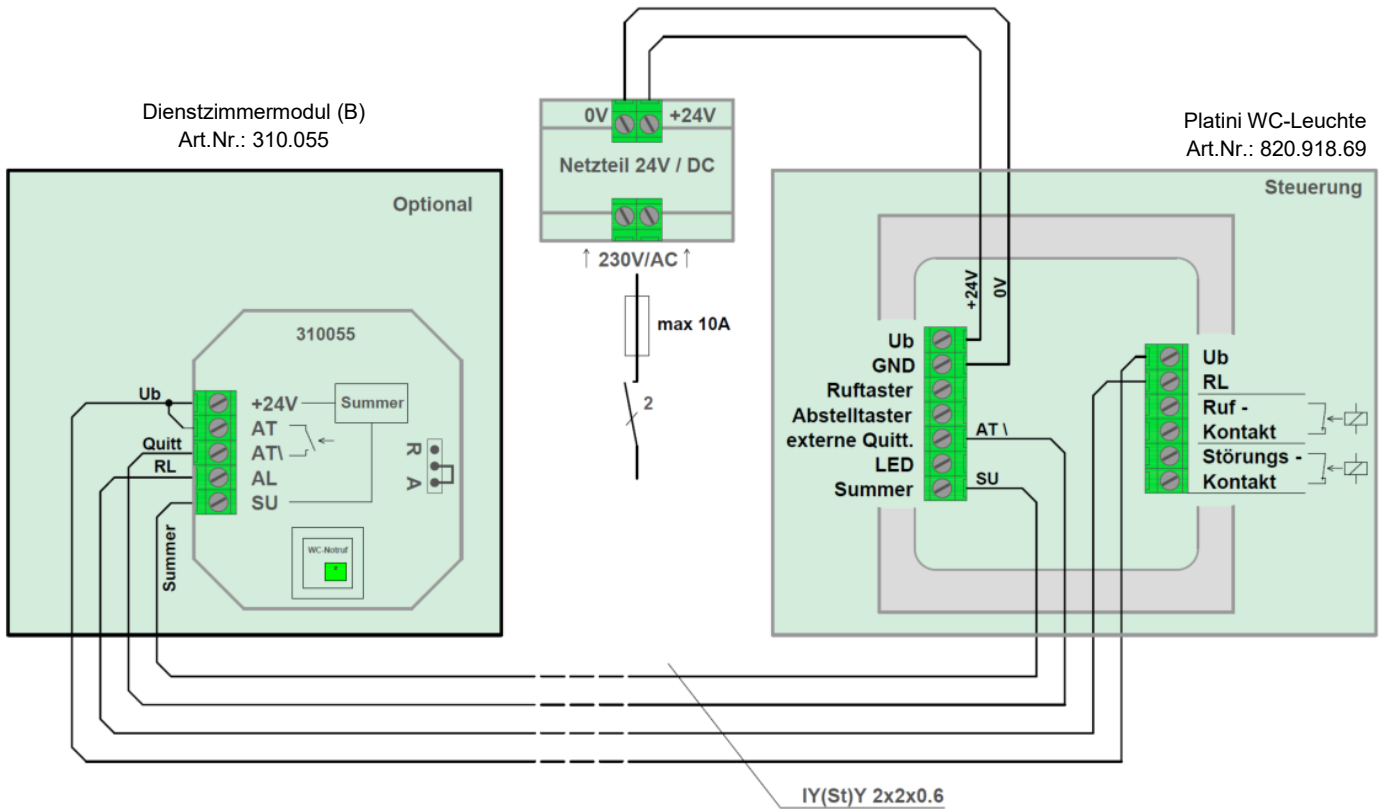 Dienstzimmermodul (B)
Art.Nr.: 310.055
Optional
310055
Ub
Quitt
RL
Summer
+24V
AT
AT\
AL
SU
Summer
R
A
WC-Notruf
0V
+24V
Netzteil 24V / DC
↑ 230V/AC ↑
max 10A
2
Platini WC-Leuchte
Art.Nr.: 820.918.69
Steuerung
+24V
0V
Ub
GND
Ruftaster
Abstelltaster
externe Quitt.
LED
Summer
AT \
SU
Ub
RL
Ruf -
Kontakt
Störungs -
Kontakt
IY(St)Y 2x2x0.6